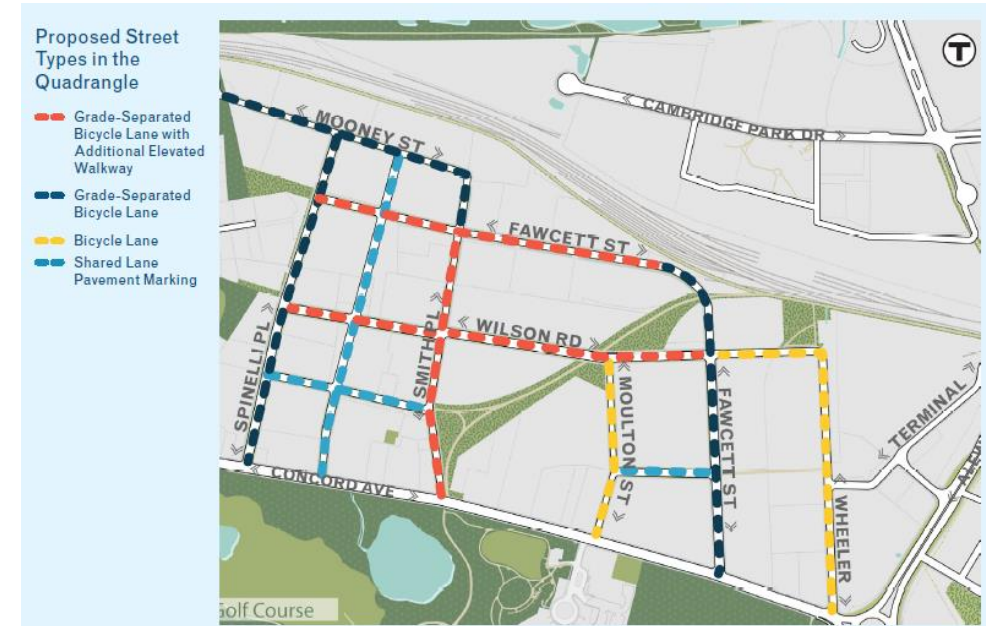 Proposed Street
Types in the
Quadrangle
Grade-Separated
Bicycle Lane with
Additional Elevated
Walkway
Grade-Separated
Bicycle Lane
Bicycle Lane
Shared Lane
Pavement Marking
T
CAMBRIDGE PARK DR
MOONEY ST
FAWCETT ST
WILSON RD
SMITH PL
SPINELLI PL
MOULTON ST
FAWCETT ST
TERMINAL
WHEELER
CONCORD AVE
Golf Course